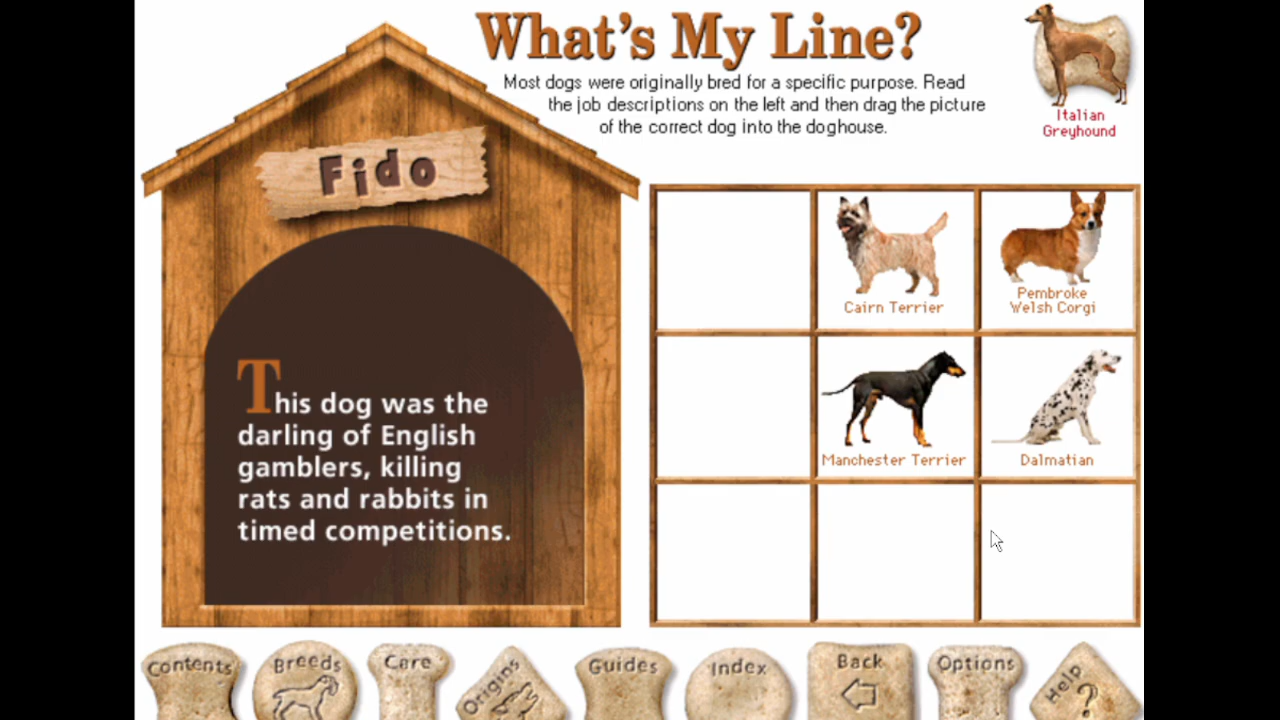 What's My Line?
Most dogs were originally bred for a specific purpose. Read
the job descriptions on the left and then drag the picture
of the correct dog into the doghouse.
Italian
Greyhound
Fido
This dog was the
darling of English
gamblers, killing
rats and rabbits in
timed competitions.
Cairn Terrier
Pembroke
Welsh Corgi
Manchester Terrier
Dalmatian
Contents
Breeds
Care
Origins
Guides
Index
Back
Options
Help
?